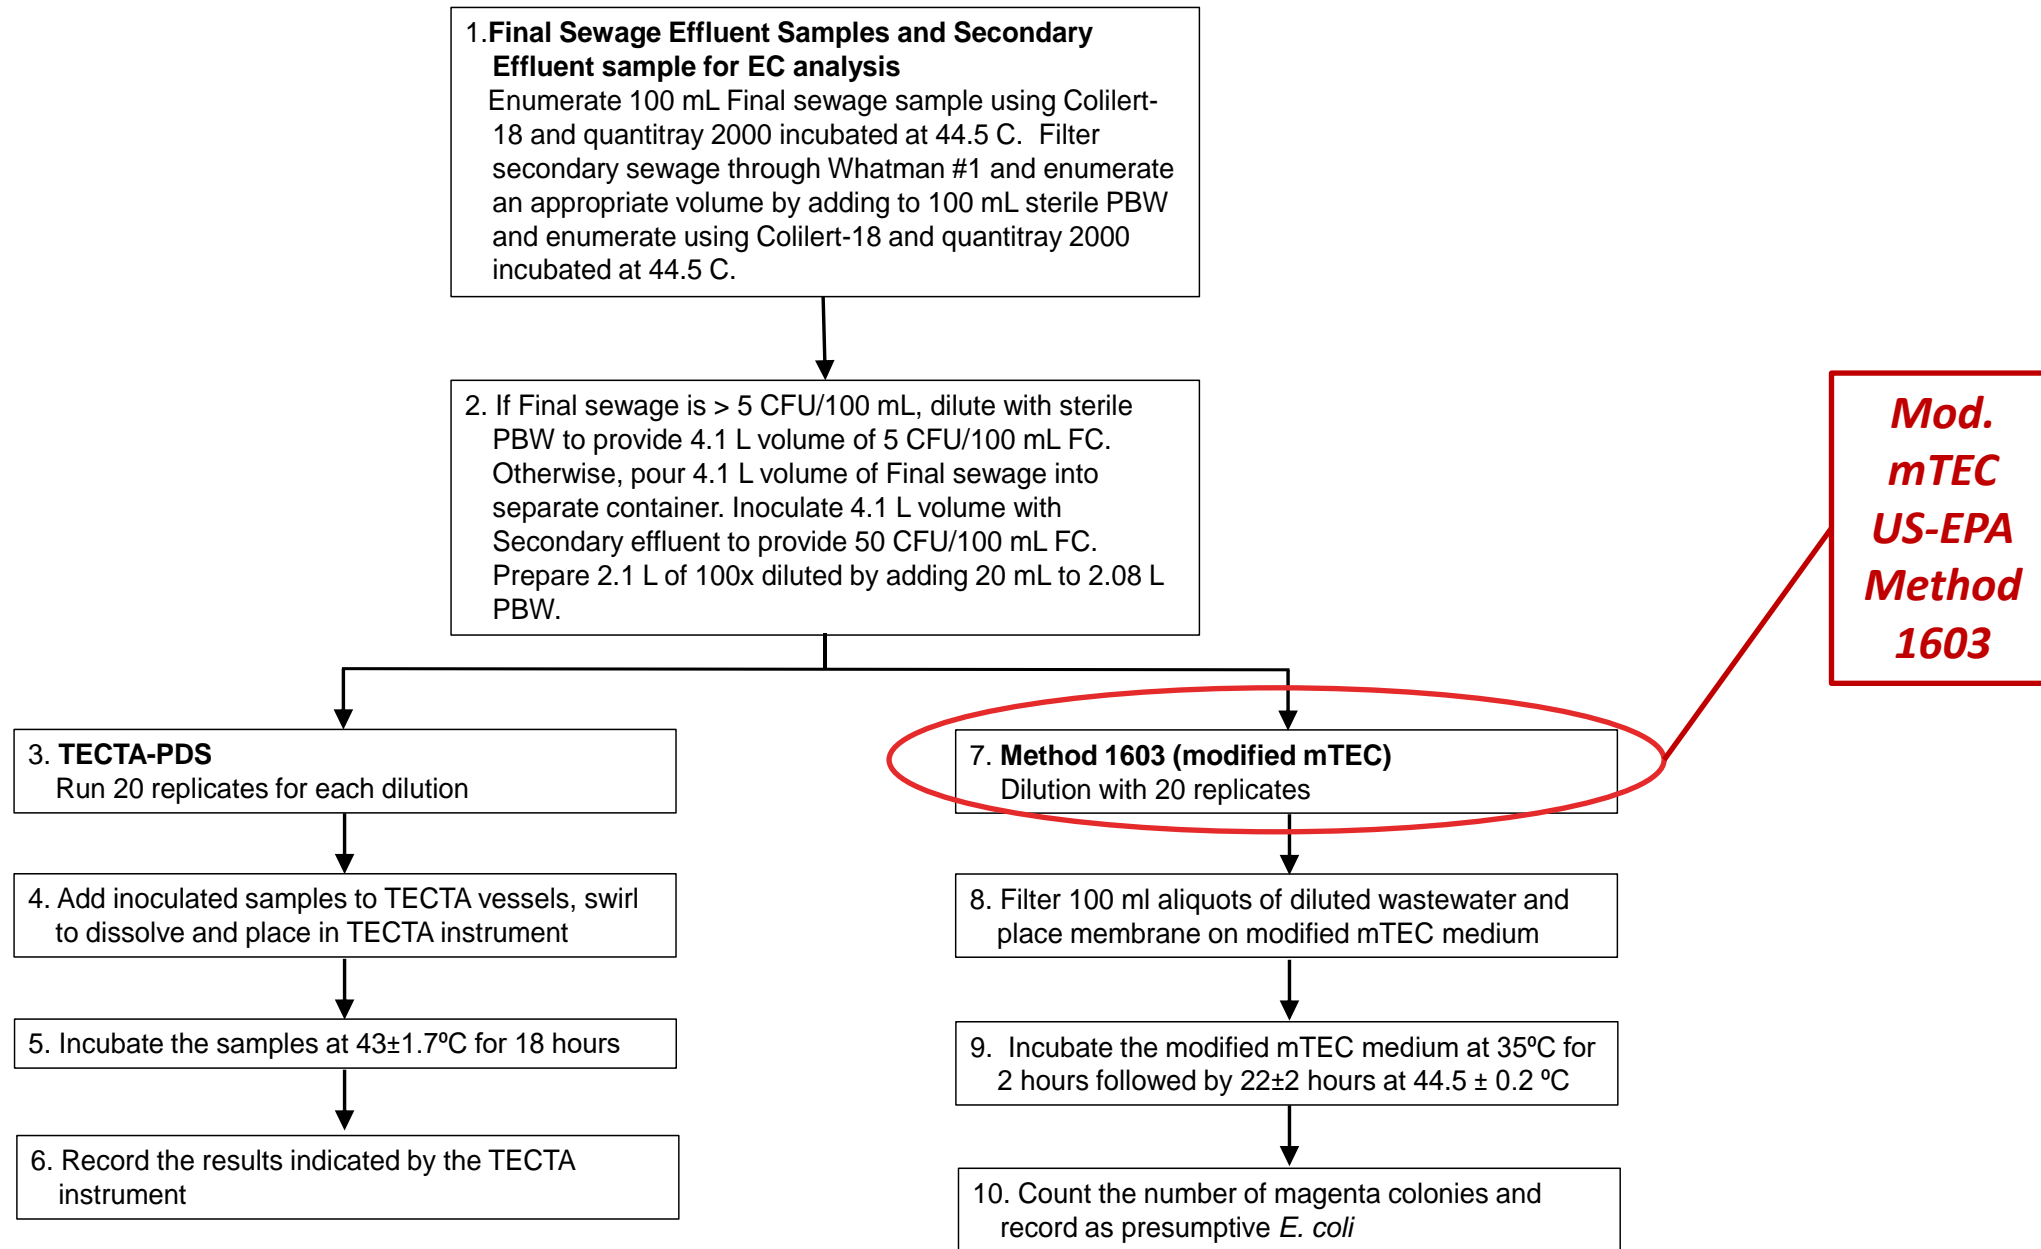 1.Final Sewage Effluent Samples and Secondary
Effluent sample for EC analysis
Enumerate 100 mL Final sewage sample using Colilert-
18 and quantitray 2000 incubated at 44.5 C.  Filter
secondary sewage through Whatman #1 and enumerate
an appropriate volume by adding to 100 mL sterile PBW
and enumerate using Colilert-18 and quantitray 2000
incubated at 44.5 C.
2. If Final sewage is > 5 CFU/100 mL, dilute with sterile
PBW to provide 4.1 L volume of 5 CFU/100 mL FC.
Otherwise, pour 4.1 L volume of Final sewage into
separate container. Inoculate 4.1 L volume with
Secondary effluent to provide 50 CFU/100 mL FC.
Prepare 2.1 L of 100x diluted by adding 20 mL to 2.08 L
PBW.
Mod.
mTEC
US-EPA
Method
1603
3. TECTA-PDS
Run 20 replicates for each dilution
4. Add inoculated samples to TECTA vessels, swirl
to dissolve and place in TECTA instrument
5. Incubate the samples at 43±1.7ºC for 18 hours
6. Record the results indicated by the TECTA
instrument
7. Method 1603 (modified mTEC)
Dilution with 20 replicates
8. Filter 100 ml aliquots of diluted wastewater and
place membrane on modified mTEC medium
9.  Incubate the modified mTEC medium at 35ºC for
2 hours followed by 22±2 hours at 44.5 ± 0.2 ºC
10. Count the number of magenta colonies and
record as presumptive E. coli